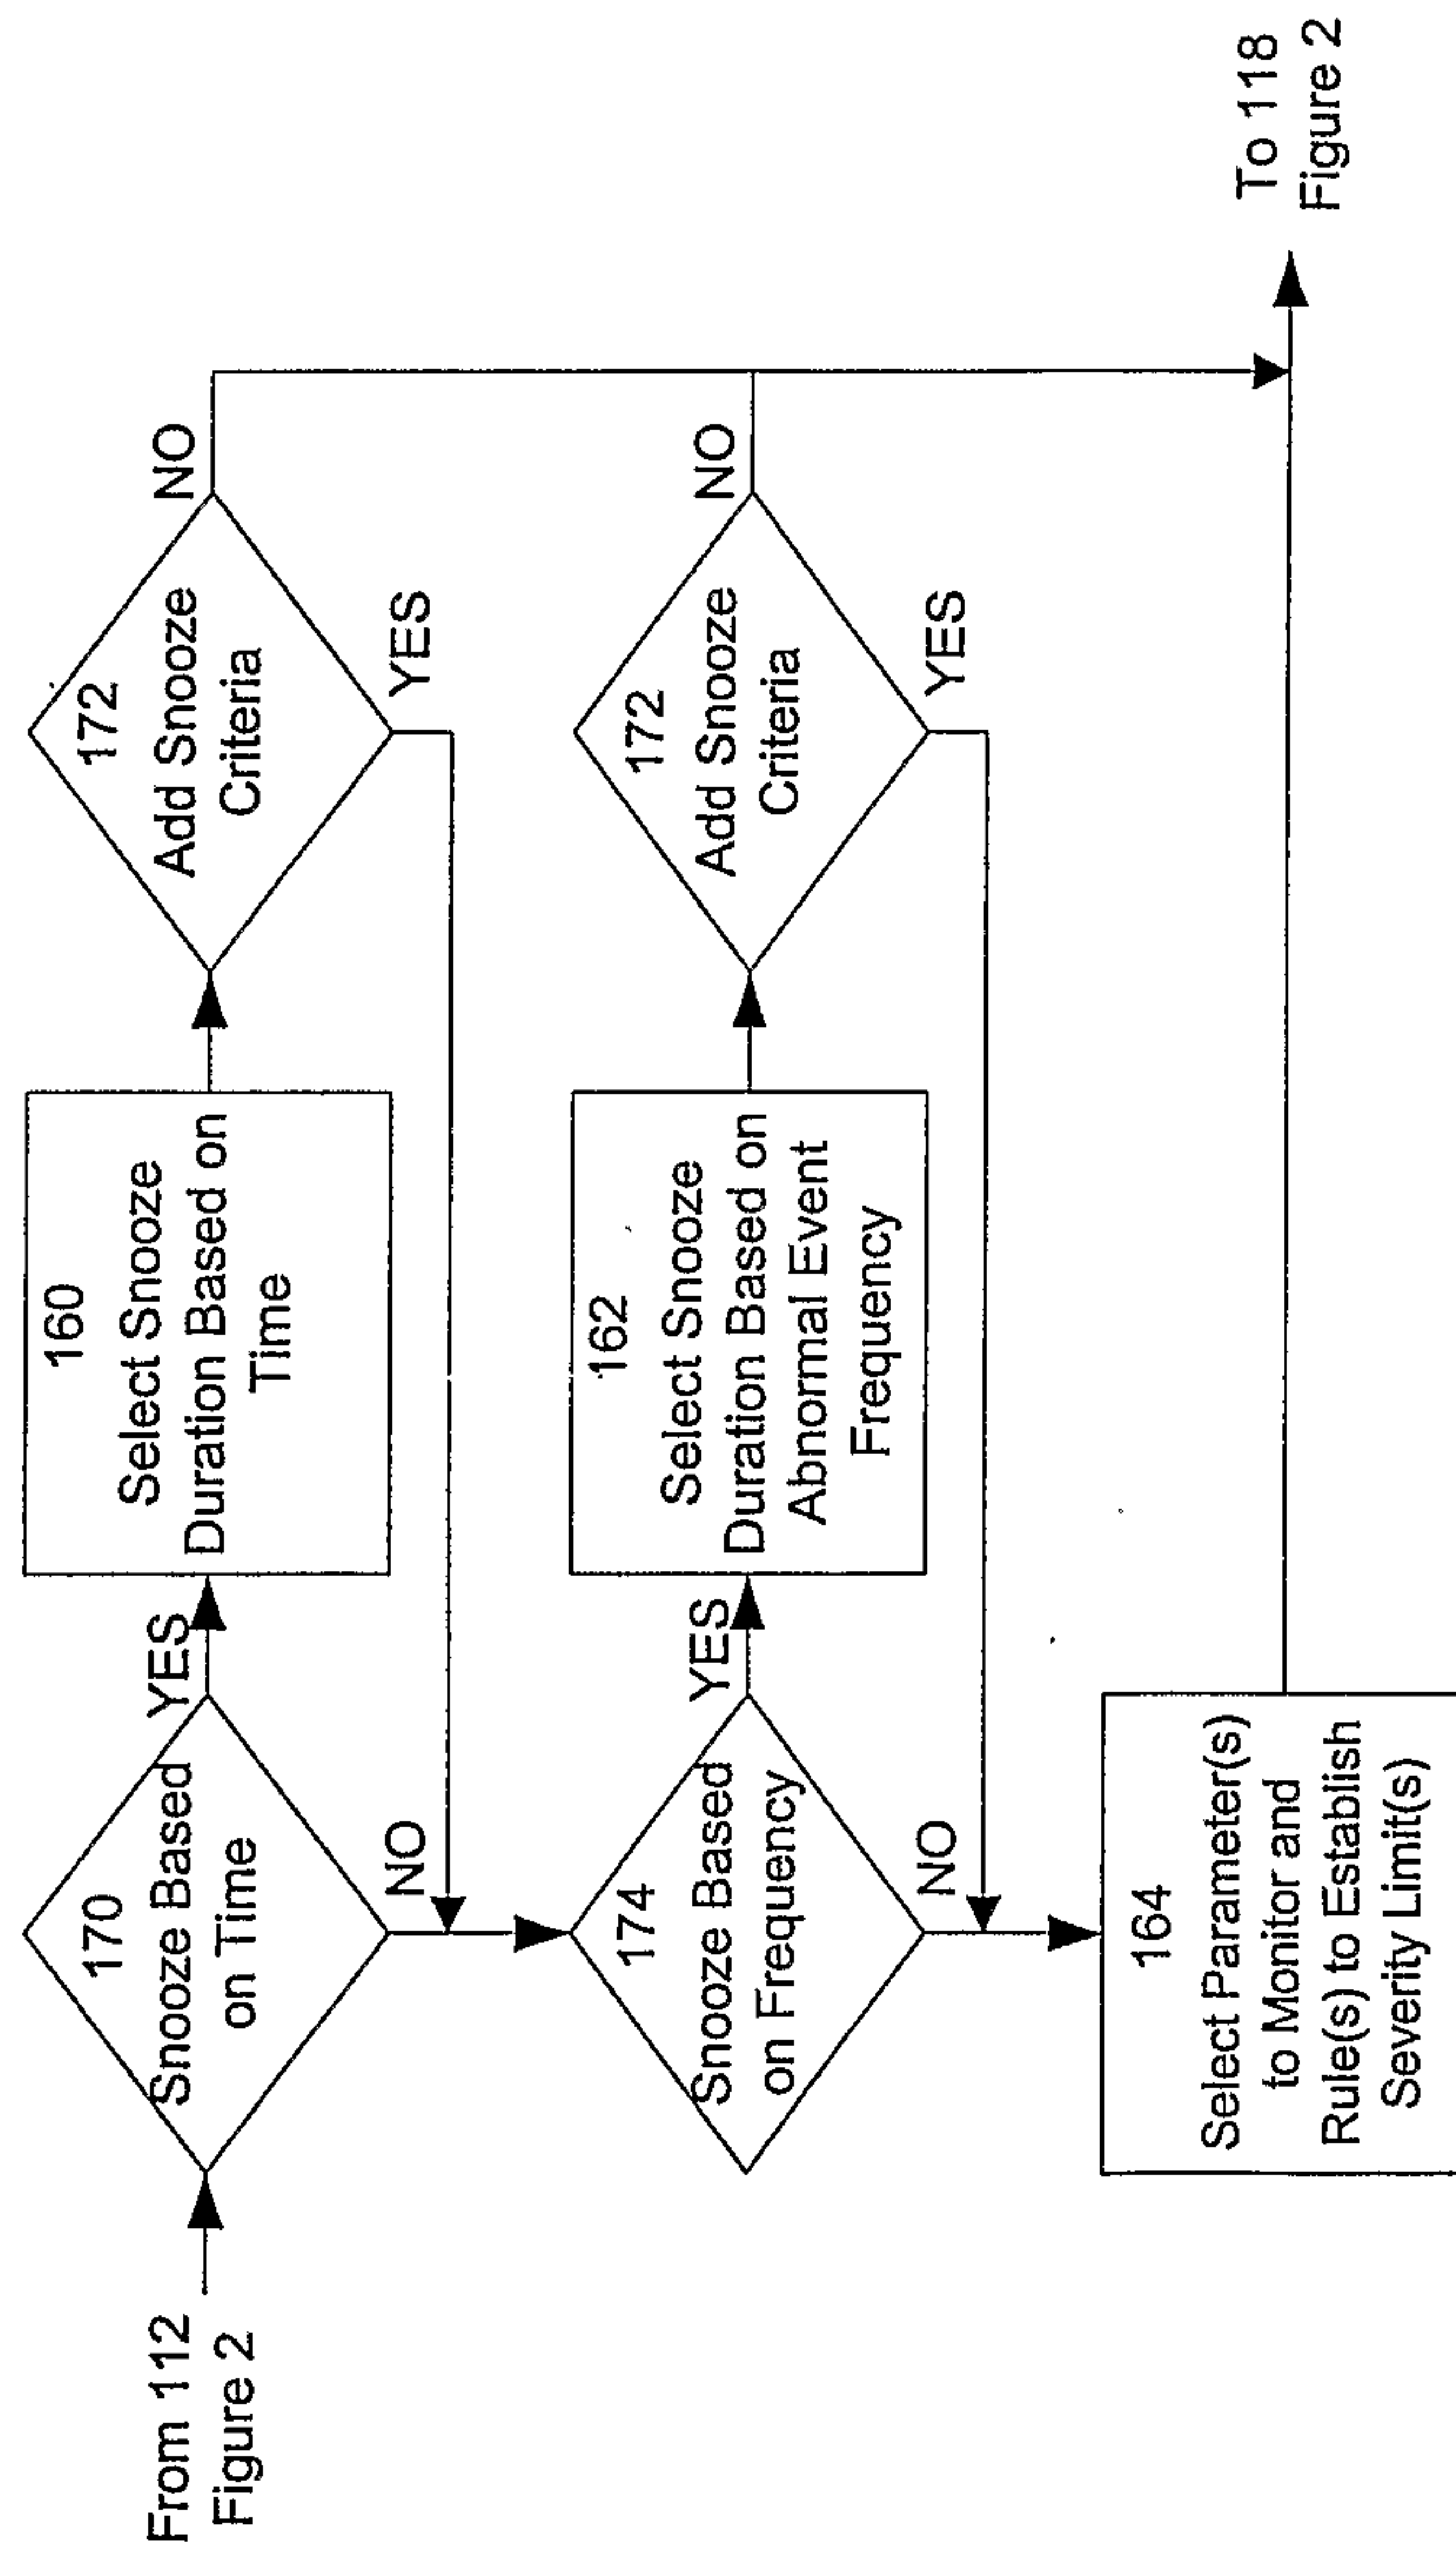 From 112
Figure 2
170
Snooze Based
on Time
YES
NO
160
Select Snooze
Duration Based on
Time
172
Add Snooze
Criteria
NO
YES
174
Snooze Based
on Frequency
YES
NO
162
Select Snooze
Duration Based on
Abnormal Event
Frequency
172
Add Snooze
Criteria
NO
YES
164
Select Parameter(s)
to Monitor and
Rule(s) to Establish
Severity Limit(s)
To 118
Figure 2